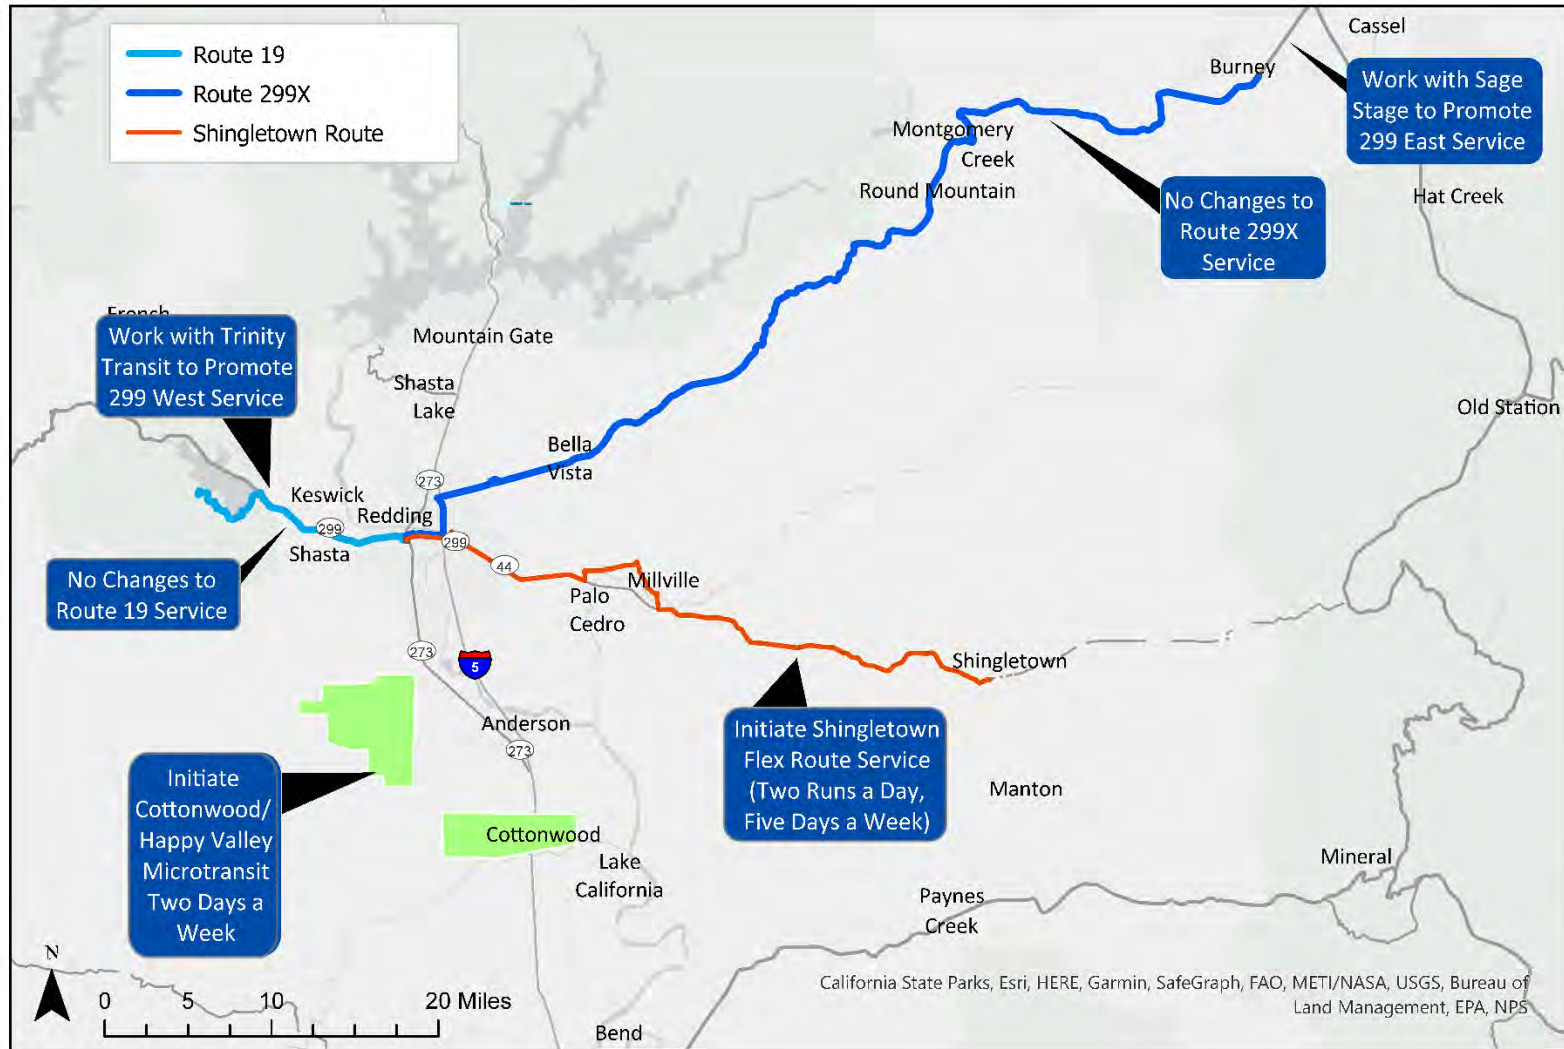 Route 19
Route 299X
Shingletown Route
Cassel
Burney
Work with Sage
Stage to Promote
299 East Service
Montgomery
Creek
Round Mountain
No Changes to
Route 299X
Service
Hat Creek
French
Work with Trinity
Transit to Promote
299 West Service
Mountain Gate
Shasta
Lake
Old Station
Bella
Vista
273
Keswick
Redding
299
299
Shasta
44
No Changes to
Route 19 Service
Millville
Palo
Cedro
273
5
Shingletown
Anderson
273
Initiate Shingletown
Flex Route Service
(Two Runs a Day,
Five Days a Week)
Initiate
Cottonwood/
Happy Valley
Microtransit
Two Days a
Week
Manton
Cottonwood
Lake
California
Mineral
Paynes
Creek
N
0 5 10 20 Miles
California State Parks, Esri, HERE, Garmin, SafeGraph, FAO, METI/NASA, USGS, Bureau of
Land Management, EPA, NPS
Bend